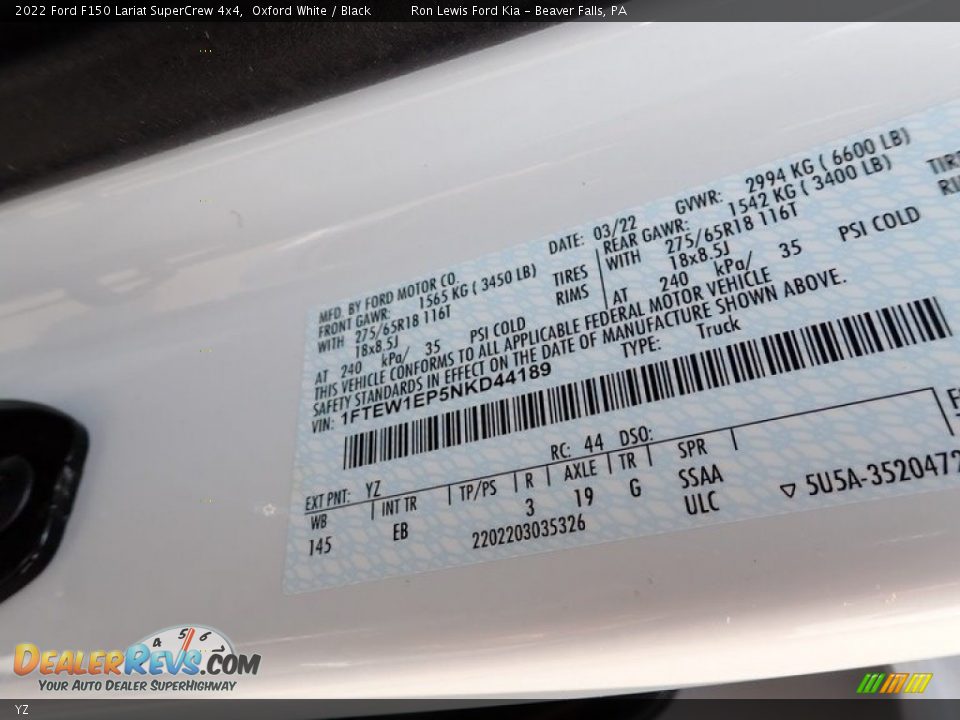 2022 Ford F150 Lariat SuperCrew 4x4, Oxford White / Black Ron Lewis Ford Kia - Beaver Falls, PA
MFD. BY FORD MOTOR CO. DATE: 03/22 GVWR: 2994 KG ( 6600 LB)
FRONT GAWR: 1565 KG ( 3450 LB) REAR GAWR: 1542 KG ( 3400 LB)
WITH 275/65R18 116T TIRES WITH 275/65R18 116T
18x8.5J RIMS 18x8.5J
AT 240 kPa/ 35 PSI COLD AT 240 kPa/ 35 PSI COLD
THIS VEHICLE CONFORMS TO ALL APPLICABLE FEDERAL MOTOR VEHICLE
SAFETY STANDARDS IN EFFECT ON THE DATE OF MANUFACTURE SHOWN ABOVE.
VIN: 1FTEW1EP5NKD44189 TYPE: Truck
EXT PNT: YZ RC: 44 DSO:
WB INT TR TP/PS R AXLE TR SPR
145 EB 3 19 G SSAA
2202203035326 ULC
5U5A-3520472
4 5 6
DEALERREVS.COM
YOUR AUTO DEALER SUPERHIGHWAY
YZ